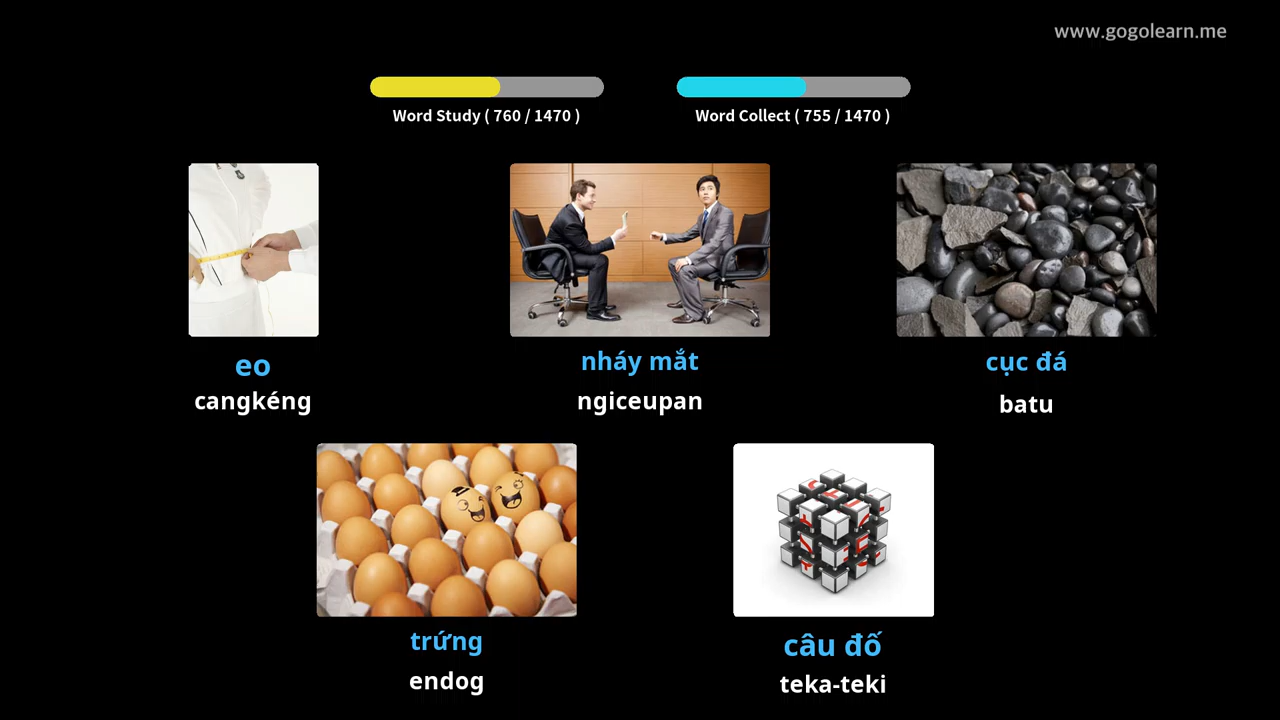 www.gogolearn.me
Word Study ( 760 / 1470 )
Word Collect ( 755 / 1470 )
eo
cangkéng
nháy mắt
ngiceupan
cục đá
batu
trứng
endog
câu đố
teka-teki